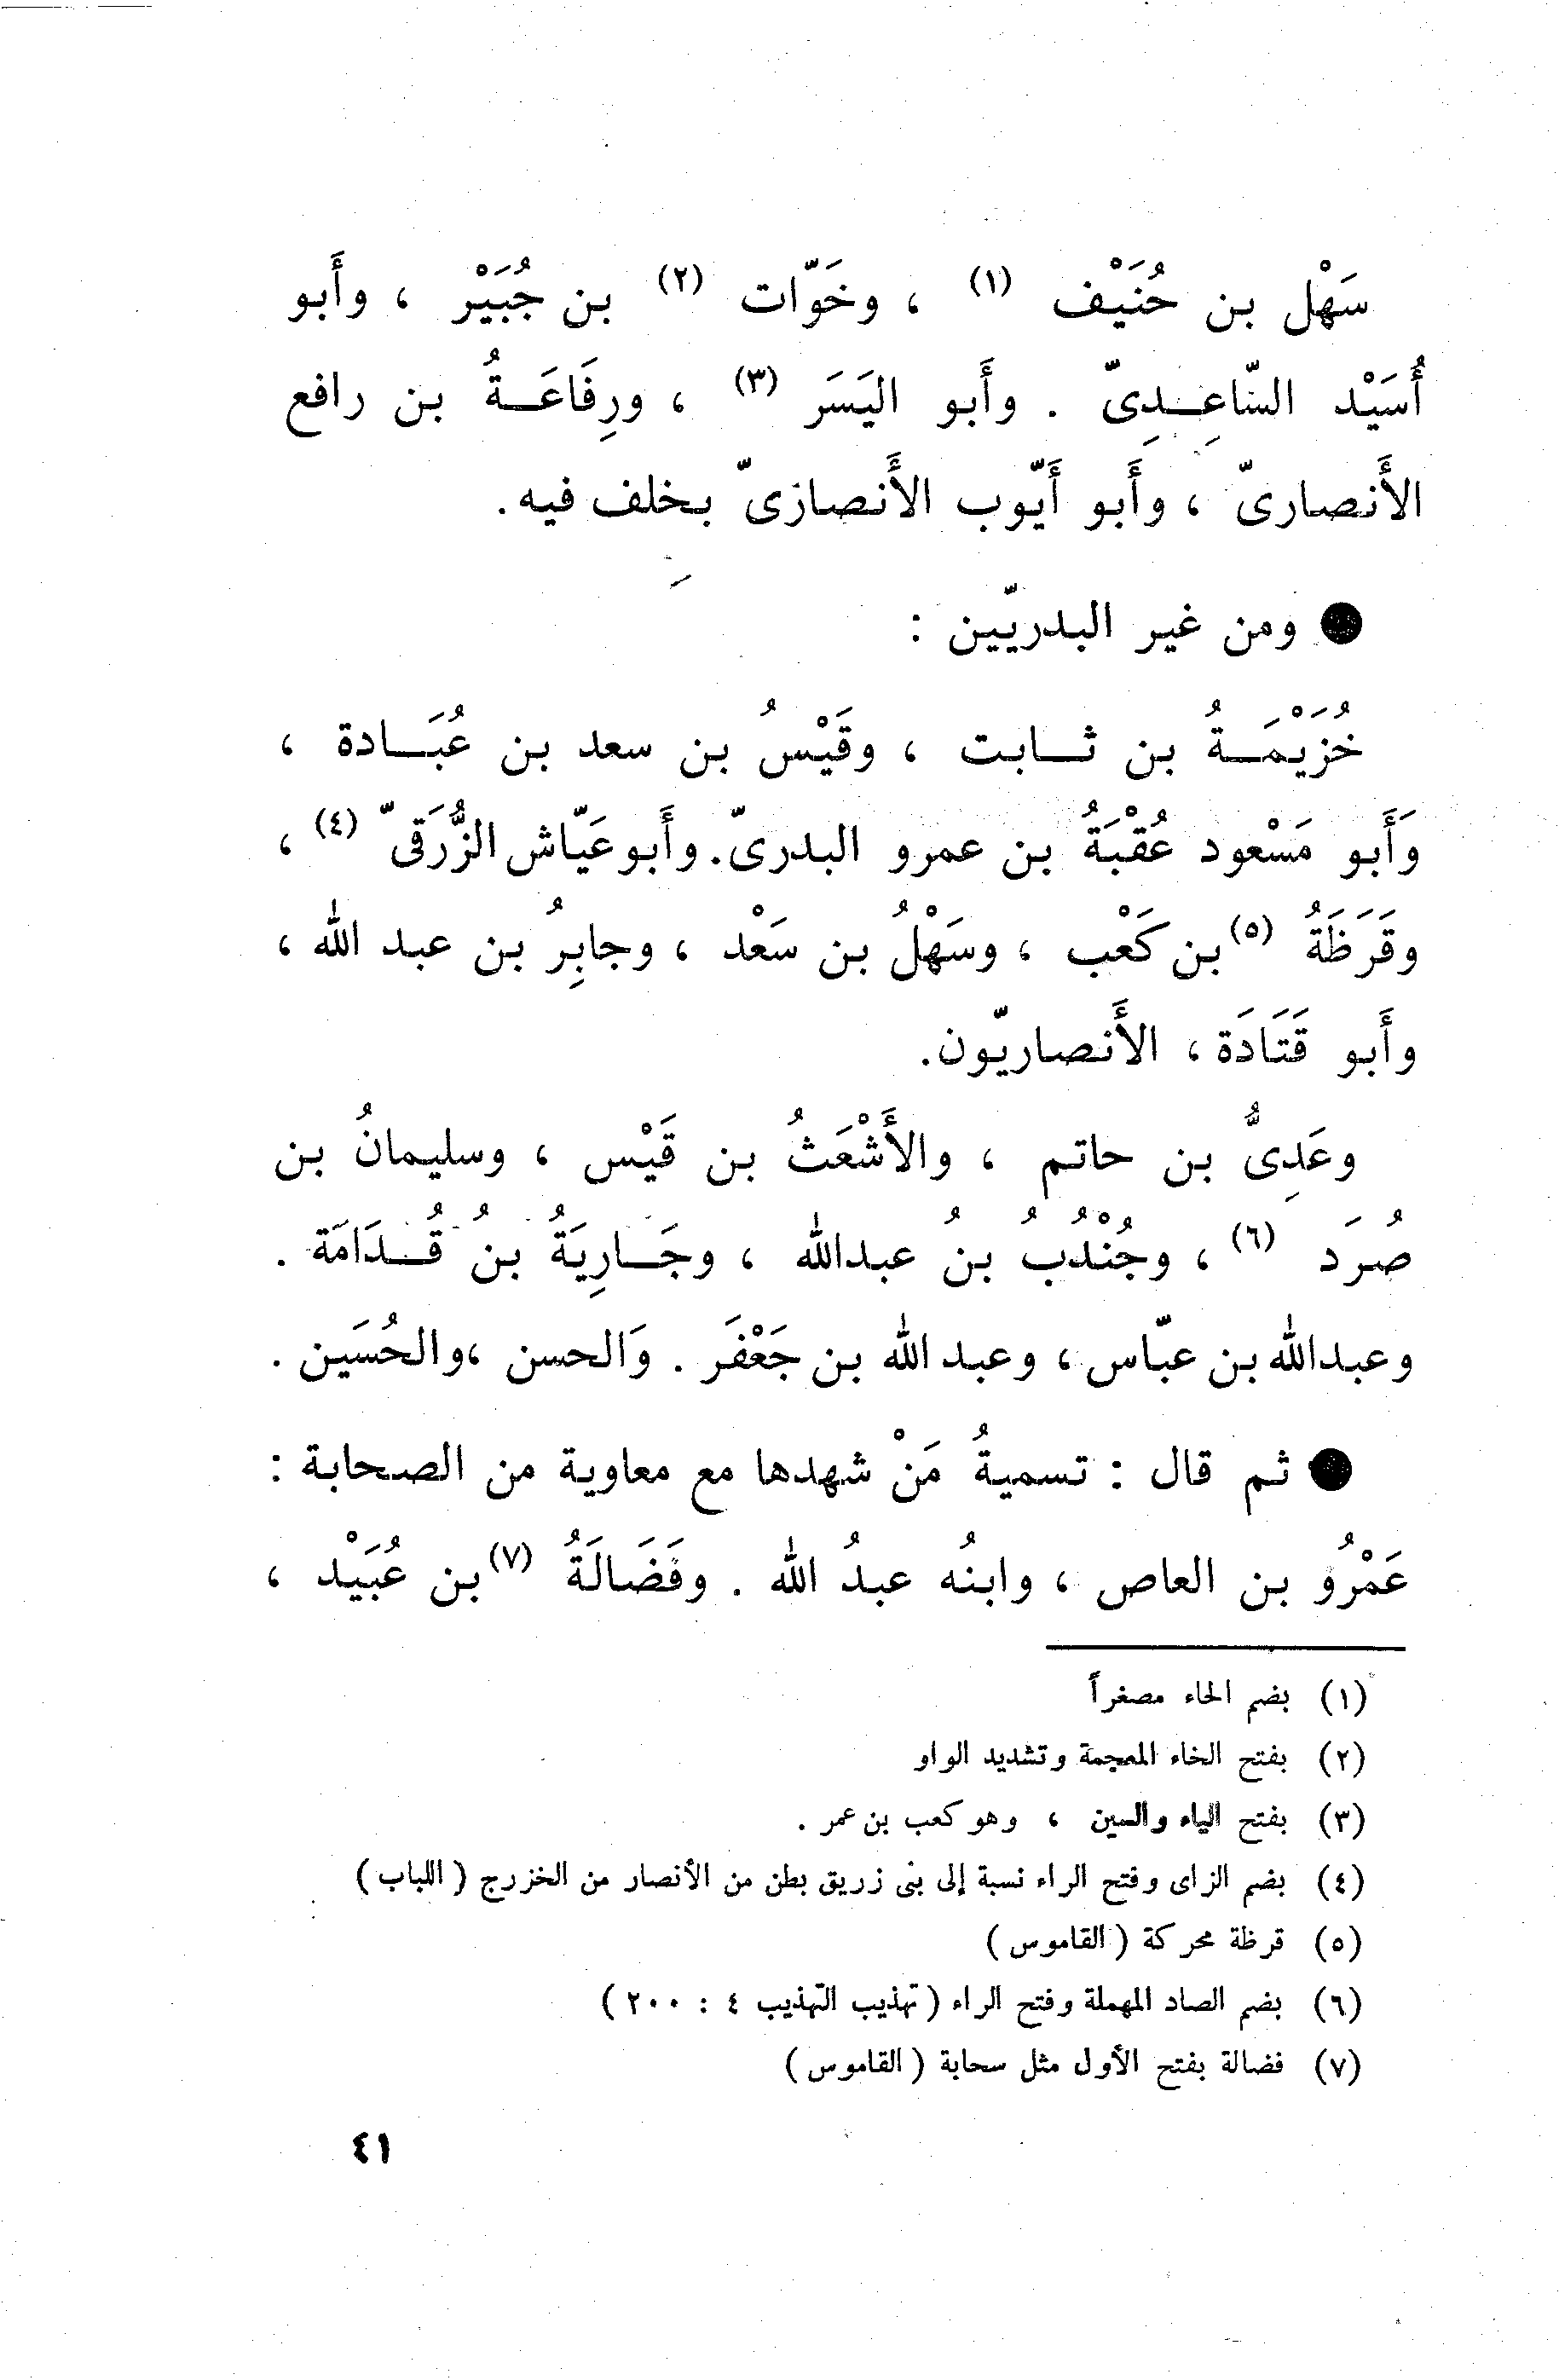 سَهْل بن حُنَيْف (١) ، وخَوّات (٢) بن جُبَيْر ، وأَبو
أُسَيْد السّاعِدِىّ . وأَبو اليَسَر (٣) ، ورِفَاعَةُ بن رافع
الأَنصارىّ ، وأَبو أَيّوب الأَنصازىّ بخلف فيه .
● ومن غير البدريّين :
خُزَيْمَةُ بن ثابت ، وقَيْسُ بن سعد بن عُبَادة ،
وَأَبو مَسْعود عُقْبَةُ بن عمرو البدرىّ . وأَبو عَيّاش الزُّرَقىّ (٤) ،
وقَرَظَةُ (٥) بن كَعْب ، وسَهْلُ بن سَعْد ، وجابِرُ بن عبد الله ،
وأَبو قَتَادَة ، الأَنصاريّون .
وعَدِىُّ بن حاتم ، والأَشْعَثُ بن قَيْس ، وسليمانُ بن
صُرَد (٦) ، وجُنْدُبُ بنُ عبدالله ، وجَارِيَةُ بنُ قُدَامَة .
وعبدالله بن عبّاس ، وعبد الله بن جَعْفَر . وَالحسن ، والحُسَين .
● ثم قال : تسميةُ مَنْ شهدها مع معاوية من الصحابة :
عَمْرُو بن العاص ، وابنُه عبدُ الله . وفَضَالَةُ (٧) بن عُبَيْد ،
(١) بضم الحاء مصغراً
(٢) بفتح الخاء المعجمة وتشديد الواو
(٣) بفتح الياء والسين ، وهو كعب بن عمر .
(٤) بضم الزاى وفتح الراء نسبة إلى بنى زريق بطن من الأنصار من الخزرج ( اللباب )
(٥) قرظة محركة ( القاموس )
(٦) بضم الصاد المهملة وفتح الراء ( تهذيب التهذيب ٤ : ٢٠٠ )
(٧) فضالة بفتح الأول مثل سحابة ( القاموس )
٤١